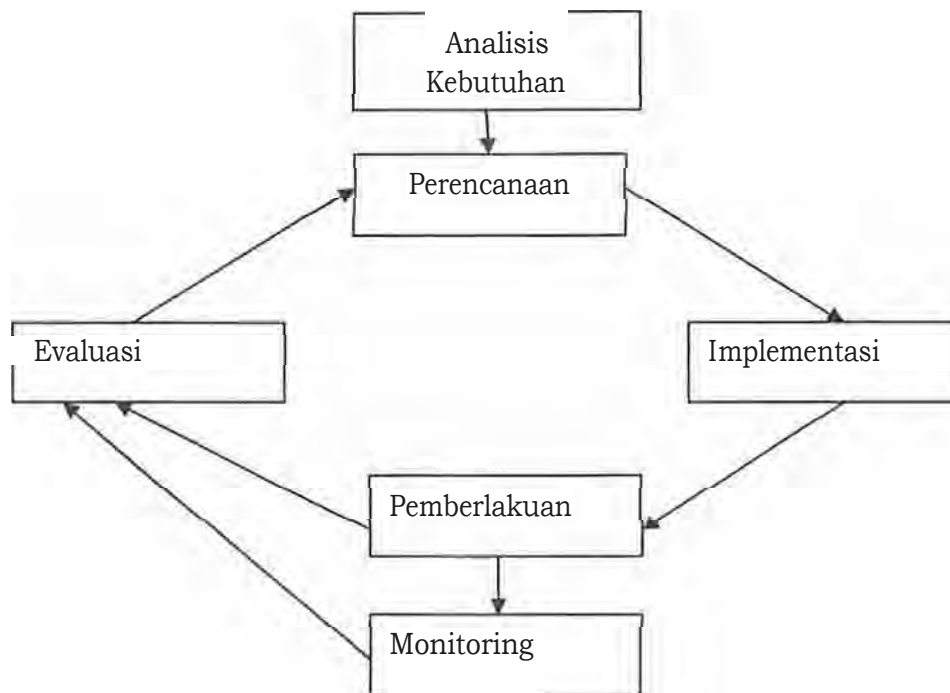 Analisis
Kebutuhan
Perencanaan
Evaluasi
Implementasi
Pemberlakuan
Monitoring